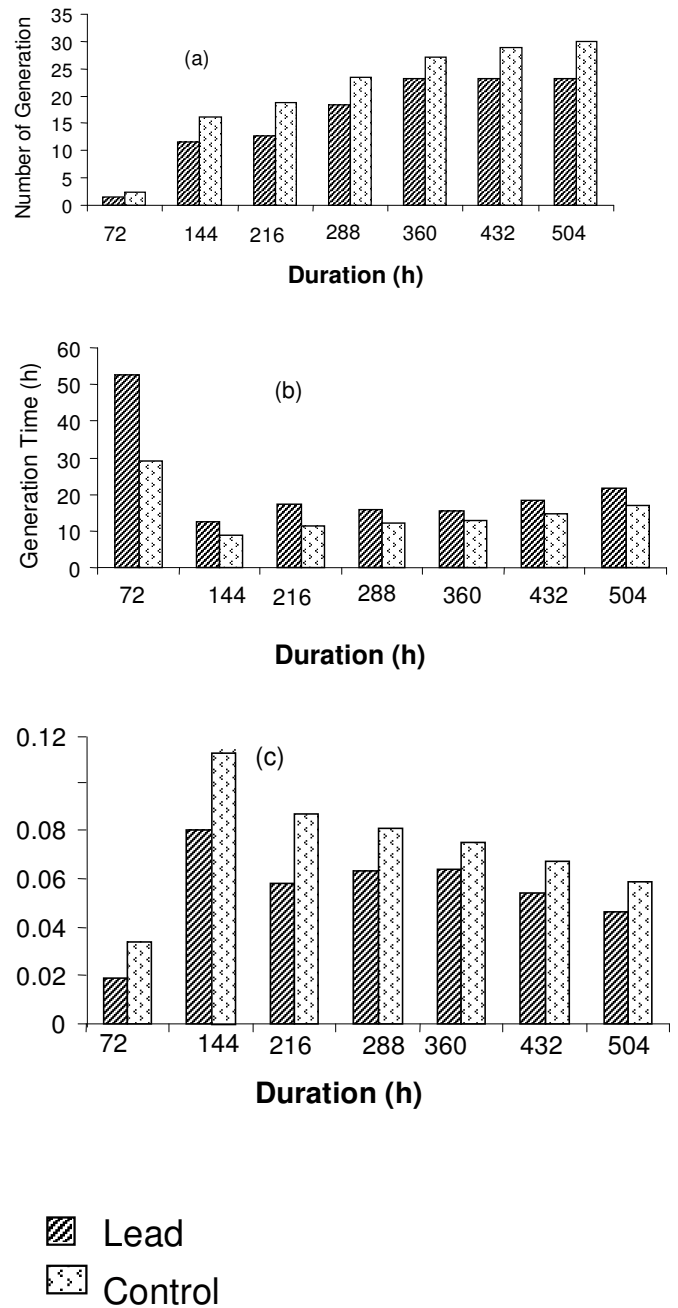 Number of Generation
35
30
25
20
15
10
5
0
(a)
72 144 216 288 360 432 504
Duration (h)
Generation Time (h)
60
50
40
30
20
10
0
(b)
72 144 216 288 360 432 504
Duration (h)
0.12
0.08
0.06
0.04
0.02
0
(c)
72 144 216 288 360 432 504
Duration (h)
Lead
Control